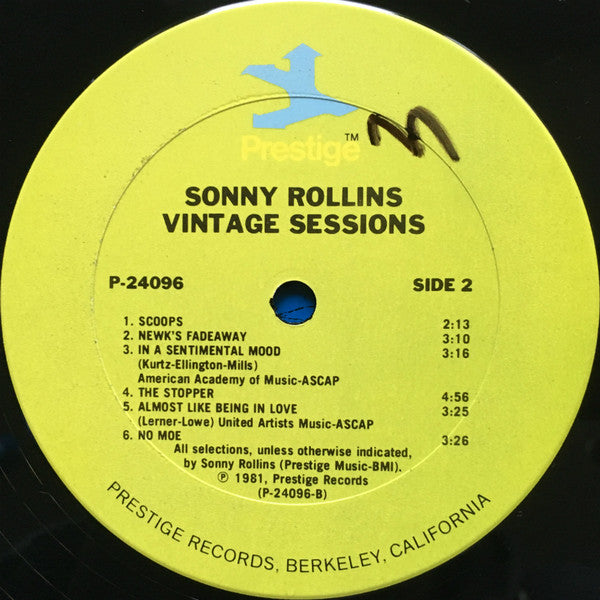 Prestige™
SONNY ROLLINS
VINTAGE SESSIONS
P-24096 SIDE 2
1. SCOOPS 2:13
2. NEWK'S FADEAWAY 3:10
3. IN A SENTIMENTAL MOOD 3:16
(Kurtz-Ellington-Mills)
American Academy of Music-ASCAP
4. THE STOPPER 4:56
5. ALMOST LIKE BEING IN LOVE 3:25
(Lerner-Lowe) United Artists Music-ASCAP
6. NO MOE 3:26
All selections, unless otherwise indicated,
by Sonny Rollins (Prestige Music-BMI).
℗ 1981, Prestige Records
(P-24096-B)
PRESTIGE RECORDS, BERKELEY, CALIFORNIA